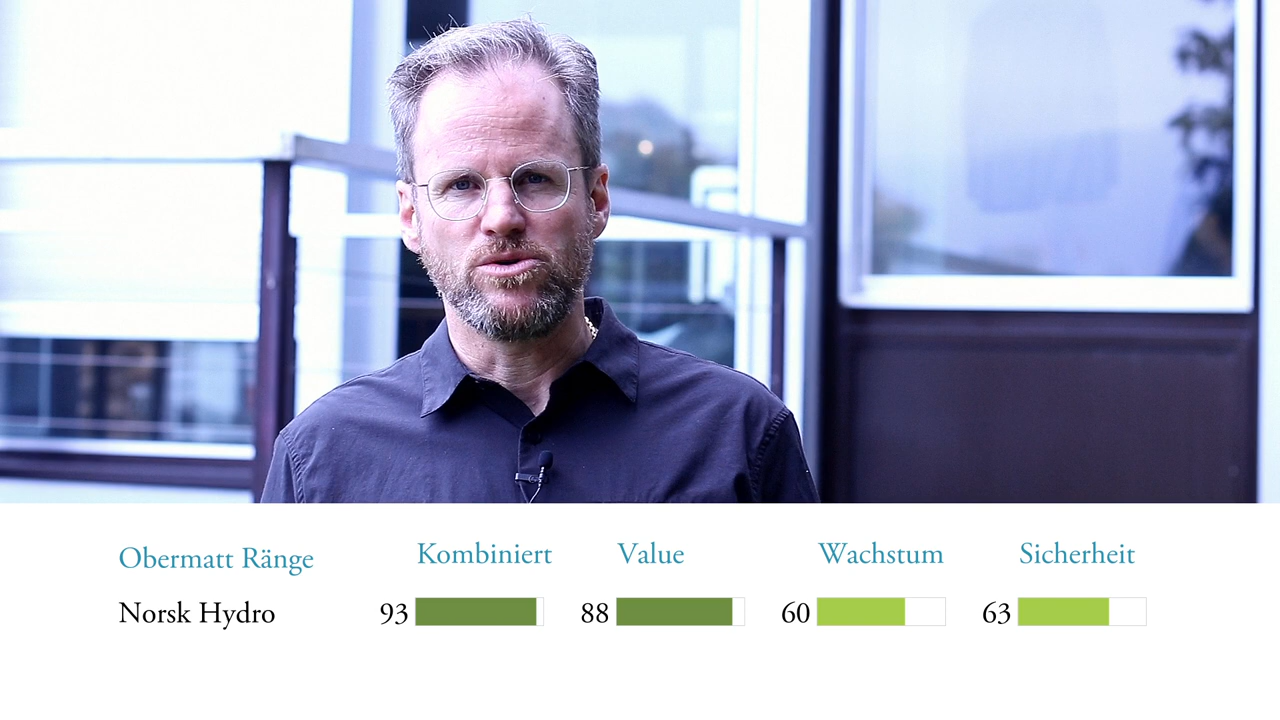 Obermatt Ränge Kombiniert Value Wachstum Sicherheit
Norsk Hydro 93 88 60 63